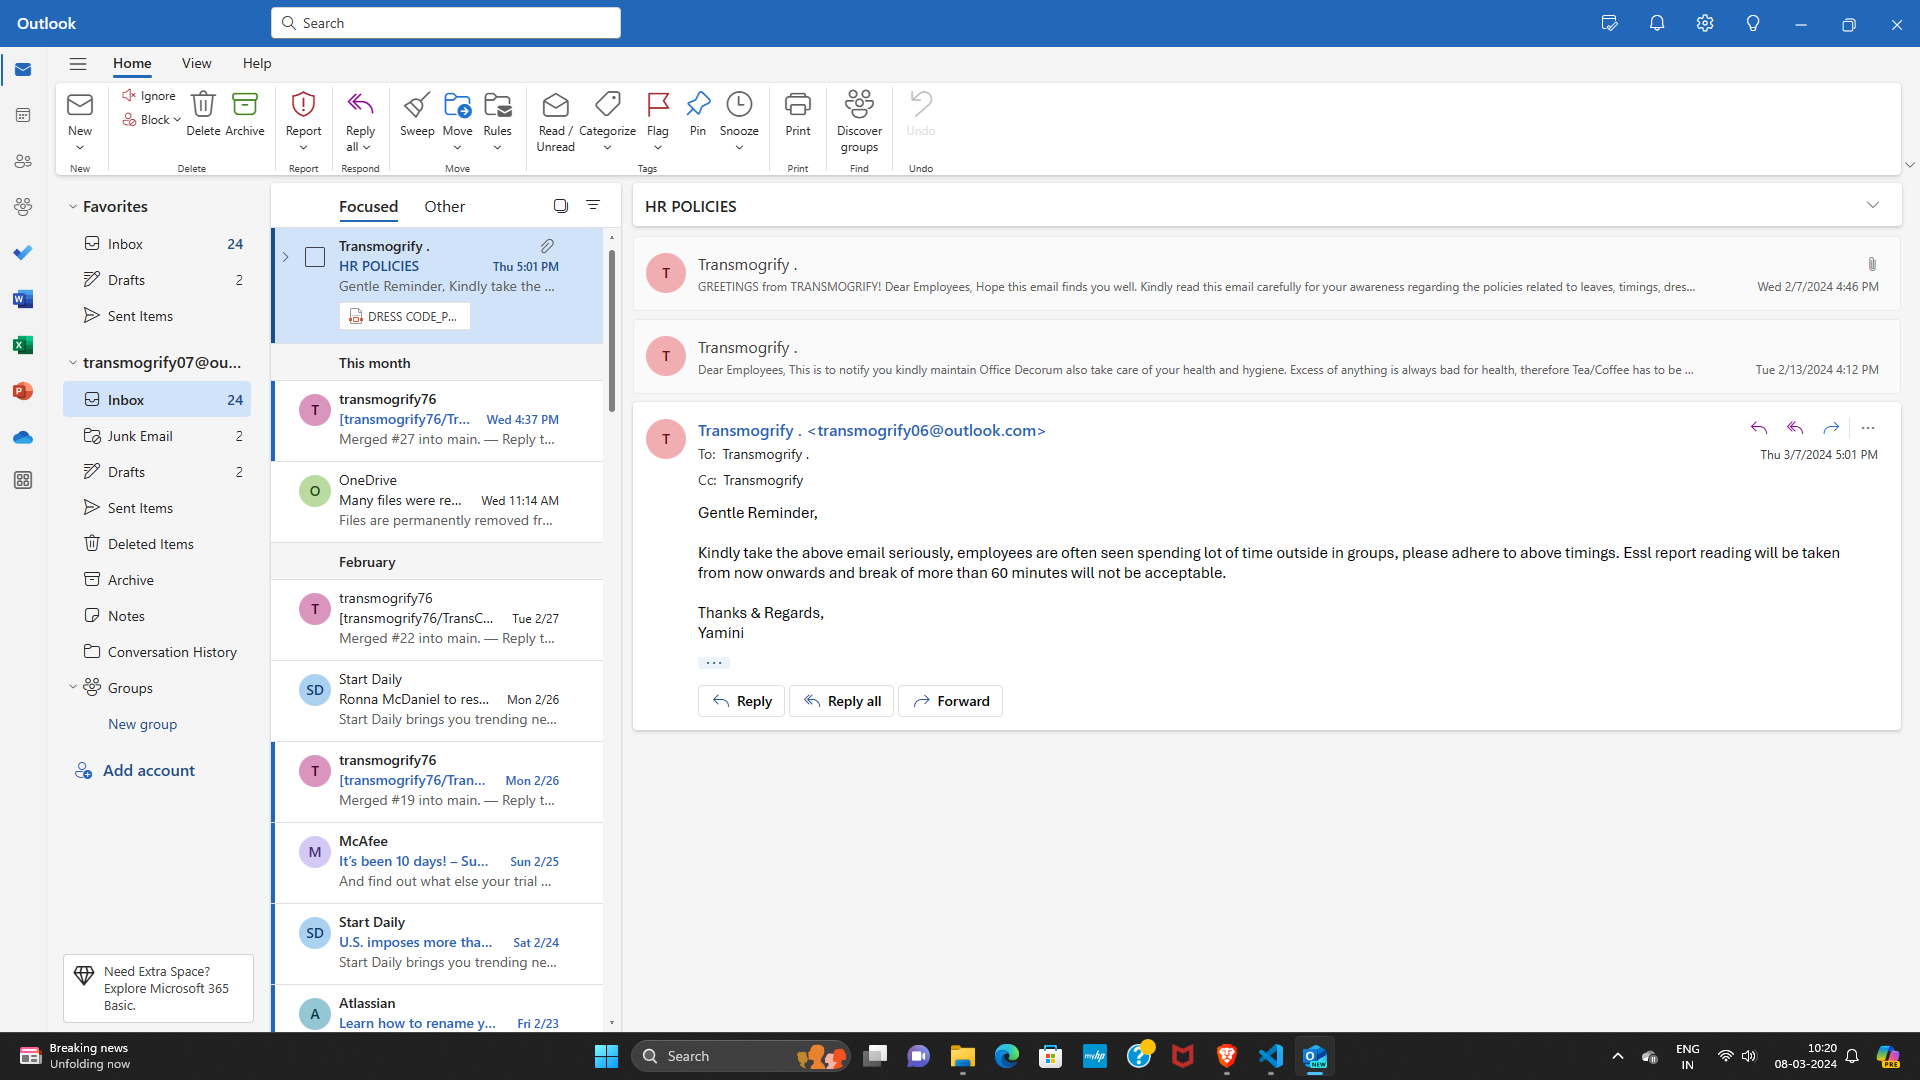 Outlook
Search
Home
View
Help
New
Ignore
Block
Delete
Archive
Report
Reply all
Sweep
Move
Rules
Read / Unread
Categorize
Flag
Pin
Snooze
Print
Discover groups
Undo
New
Delete
Report
Respond
Move
Tags
Print
Find
Undo
Favorites
Inbox 24
Drafts 2
Sent Items
transmogrify07@ou...
Inbox 24
Junk Email 2
Drafts 2
Sent Items
Deleted Items
Archive
Notes
Conversation History
Groups
New group
Add account
Need Extra Space?
Explore Microsoft 365
Basic.
Focused
Other
Transmogrify .
HR POLICIES Thu 5:01 PM
Gentle Reminder, Kindly take the ...
DRESS CODE_P...
This month
T
transmogrify76
[transmogrify76/Tr... Wed 4:37 PM
Merged #27 into main. — Reply t...
O
OneDrive
Many files were re... Wed 11:14 AM
Files are permanently removed fr...
February
T
transmogrify76
[transmogrify76/TransC... Tue 2/27
Merged #22 into main. — Reply t...
SD
Start Daily
Ronna McDaniel to res... Mon 2/26
Start Daily brings you trending ne...
T
transmogrify76
[transmogrify76/Tran... Mon 2/26
Merged #19 into main. — Reply t...
M
McAfee
It's been 10 days! – Su... Sun 2/25
And find out what else your trial ...
SD
Start Daily
U.S. imposes more tha... Sat 2/24
Start Daily brings you trending ne...
A
Atlassian
Learn how to rename y... Fri 2/23
HR POLICIES
T
Transmogrify .
GREETINGS from TRANSMOGRIFY! Dear Employees, Hope this email finds you well. Kindly read this email carefully for your awareness regarding the policies related to leaves, timings, dres... Wed 2/7/2024 4:46 PM
T
Transmogrify .
Dear Employees, This is to notify you kindly maintain Office Decorum also take care of your health and hygiene. Excess of anything is always bad for health, therefore Tea/Coffee has to be ... Tue 2/13/2024 4:12 PM
T
Transmogrify . <transmogrify06@outlook.com>
To: Transmogrify . Thu 3/7/2024 5:01 PM
Cc: Transmogrify
Gentle Reminder,
Kindly take the above email seriously, employees are often seen spending lot of time outside in groups, please adhere to above timings. Essl report reading will be taken
from now onwards and break of more than 60 minutes will not be acceptable.
Thanks & Regards,
Yamini
...
Reply
Reply all
Forward
Breaking news
Unfolding now
Search
ENG
IN
10:20
08-03-2024